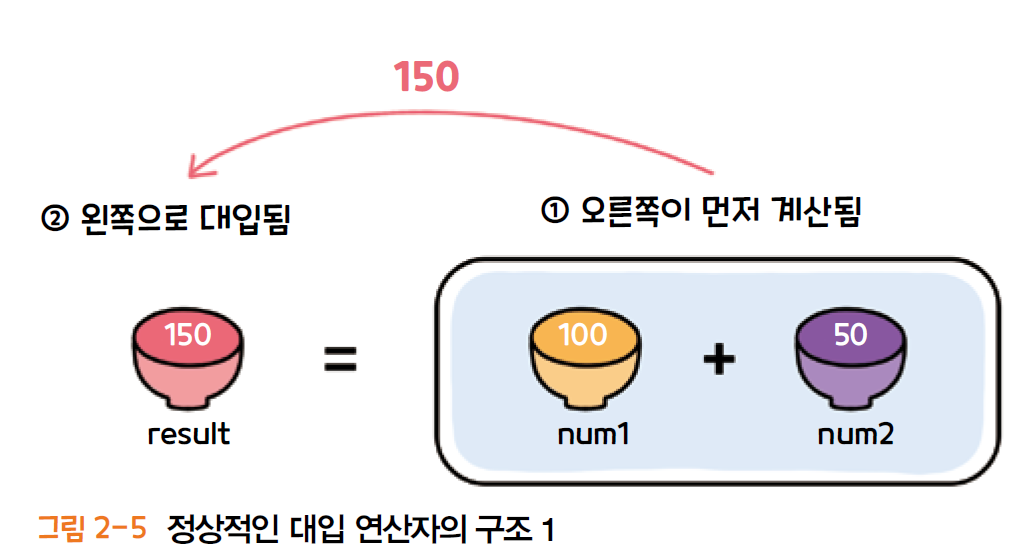 150
② 왼쪽으로 대입됨
① 오른쪽이 먼저 계산됨
150 = 100 + 50
result num1 num2
그림 2-5 정상적인 대입 연산자의 구조 1